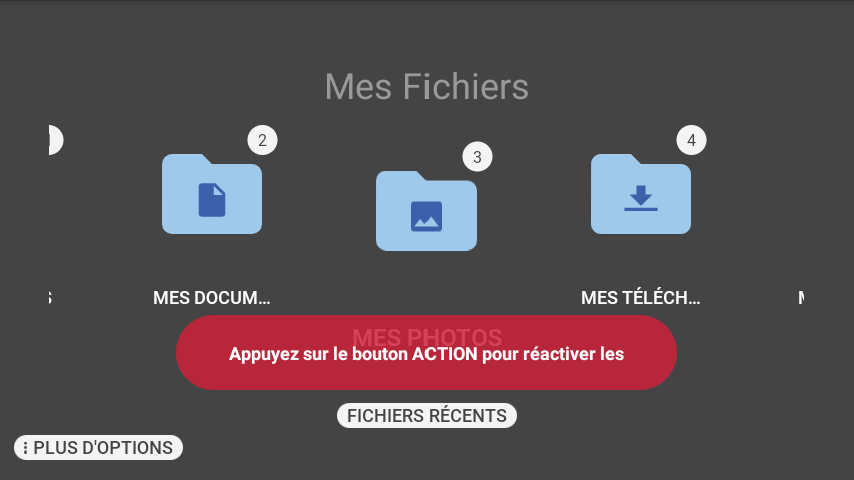 Mes Fichiers
2
3
4
MES DOCUM...
MES TÉLÉCH...
MES PHOTOS
Appuyez sur le bouton ACTION pour réactiver les
FICHIERS RÉCENTS
PLUS D'OPTIONS